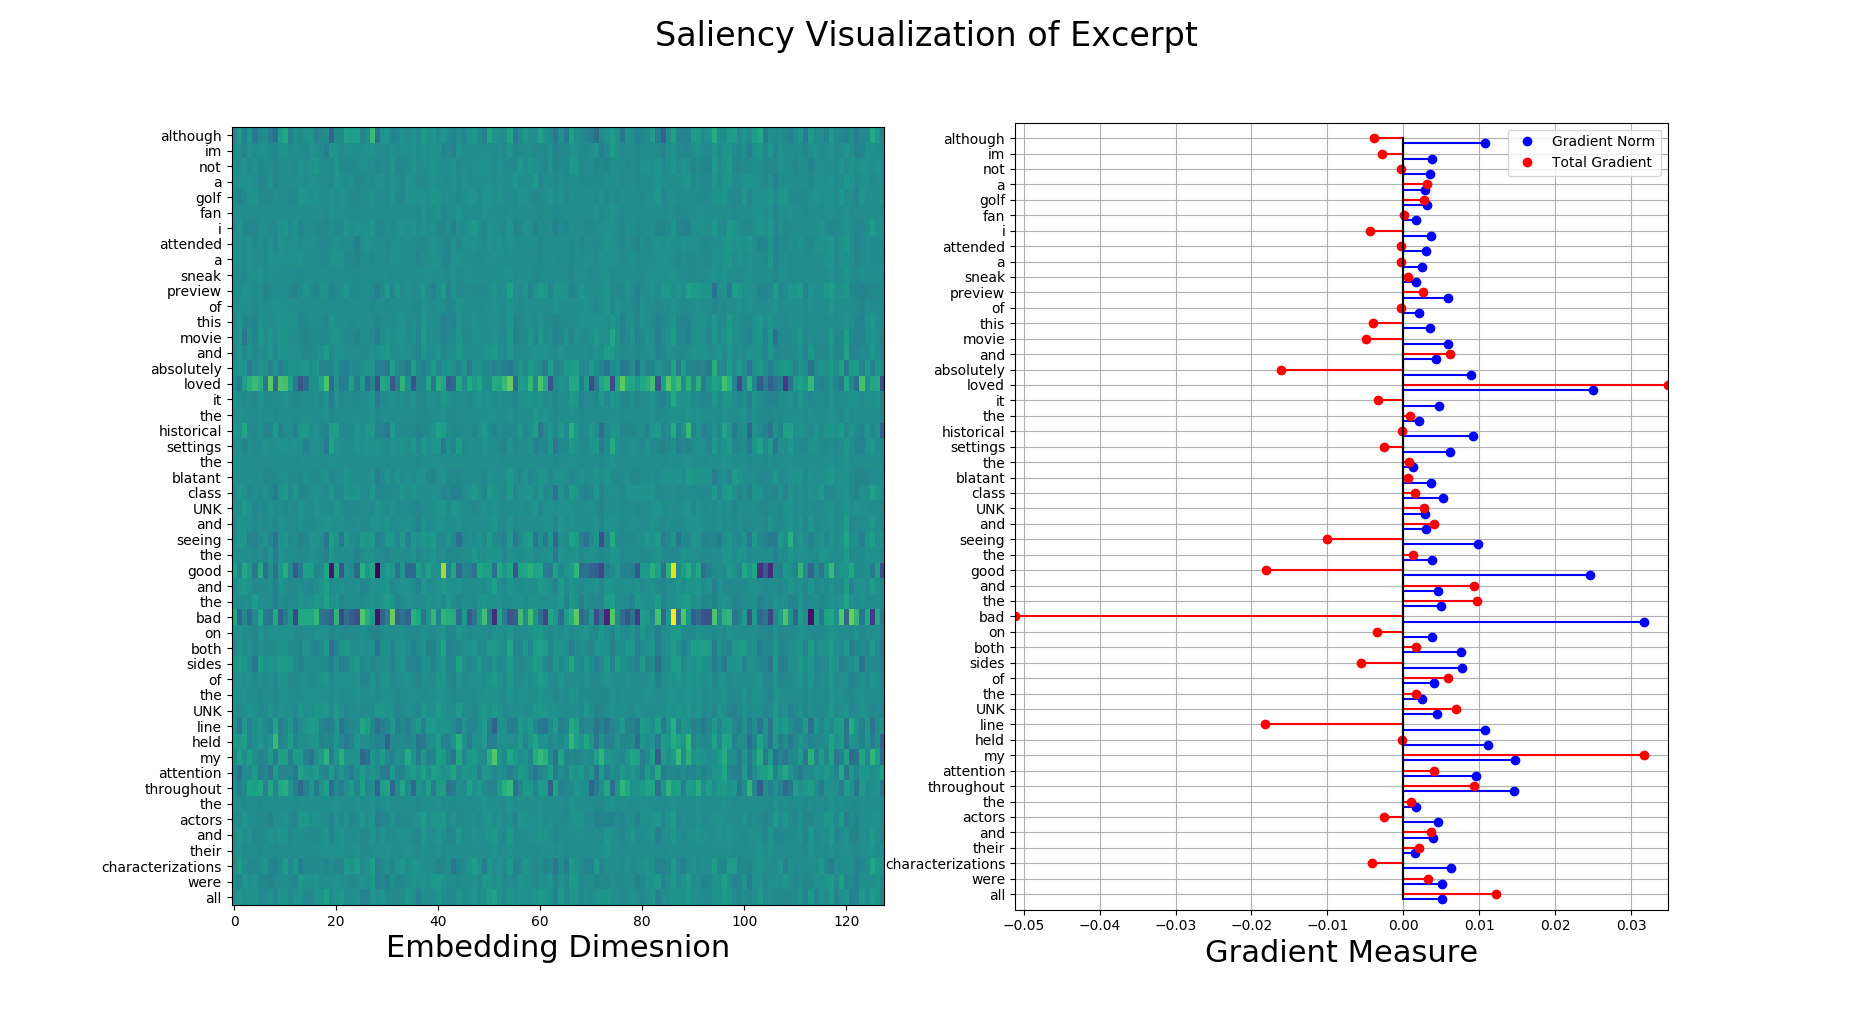 Saliency Visualization of Excerpt
although
im
not
a
golf
fan
i
attended
a
sneak
preview
of
this
movie
and
absolutely
loved
it
the
historical
settings
the
blatant
class
UNK
and
seeing
the
good
and
the
bad
on
both
sides
of
the
UNK
line
held
my
attention
throughout
the
actors
and
their
characterizations
were
all
0 20 40 60 80 100 120
Embedding Dimesnion
although
im
not
a
golf
fan
i
attended
a
sneak
preview
of
this
movie
and
absolutely
loved
it
the
historical
settings
the
blatant
class
UNK
and
seeing
the
good
and
the
bad
on
both
sides
of
the
UNK
line
held
my
attention
throughout
the
actors
and
their
characterizations
were
all
Gradient Norm
Total Gradient
−0.05 −0.04 −0.03 −0.02 −0.01 0.00 0.01 0.02 0.03
Gradient Measure